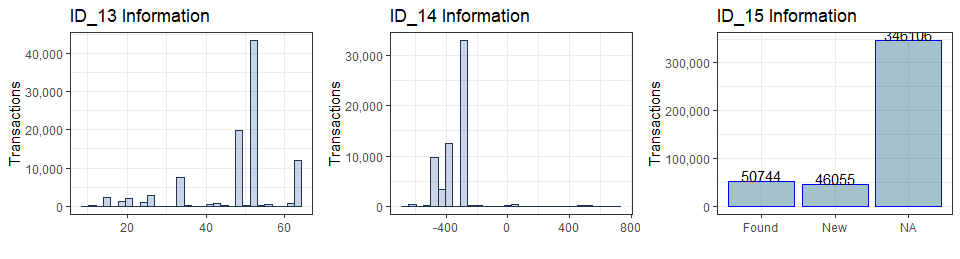 ID_13 Information
Transactions
40,000
30,000
20,000
10,000
0
20
40
60
ID_14 Information
Transactions
30,000
20,000
10,000
0
-400
0
400
800
ID_15 Information
Transactions
300,000
200,000
100,000
0
50744
46055
346106
Found
New
NA